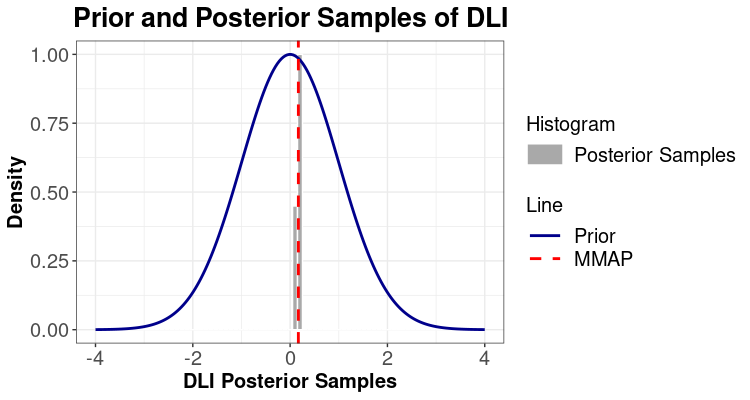 Prior and Posterior Samples of DLI
Density
1.00
0.75
0.50
0.25
0.00
-4
-2
0
2
4
DLI Posterior Samples
Histogram
Posterior Samples
Line
Prior
MMAP